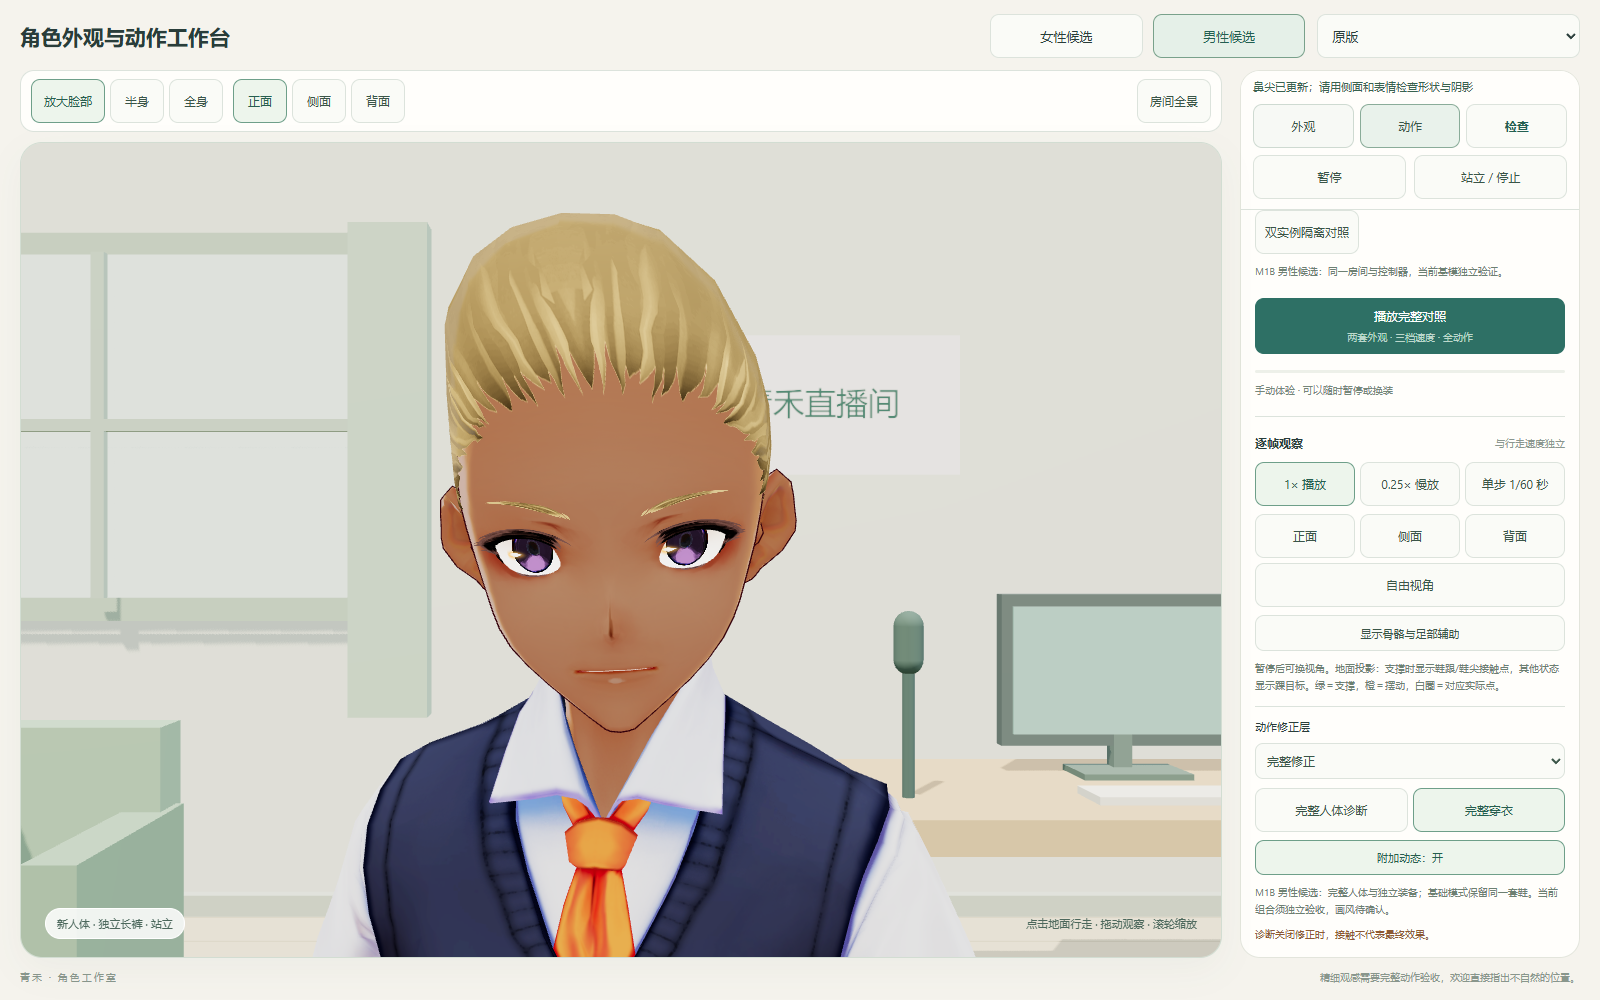 角色外观与动作工作台
女性候选
男性候选
原版
放大脸部
半身
全身
正面
侧面
背面
房间全景
鼻尖已更新；请用侧面和表情检查形状与阴影
外观
动作
检查
暂停
站立 / 停止
双实例隔离对照
M1B 男性候选：同一房间与控制器，当前基模独立验证。
播放完整对照
两套外观 · 三档速度 · 全动作
手动体验 · 可以随时暂停或换装
逐帧观察
与行走速度独立
1× 播放
0.25× 慢放
单步 1/60 秒
正面
侧面
背面
自由视角
显示骨骼与足部辅助
暂停后可换视角。地面投影：支撑时显示鞋跟/鞋尖接触点，其他状态
显示踝目标。绿＝支撑，橙＝摆动，白圈＝对应实际点。
动作修正层
完整修正
完整人体诊断
完整穿衣
附加动态：开
M1B 男性候选：完整人体与独立装备；基础模式保留同一套鞋。当前
组合须独立验收，画风待确认。
诊断关闭修正时，接触不代表最终效果。
禾直播间
新人体 · 独立长裤 · 站立
点击地面行走 · 拖动观察 · 滚轮缩放
青禾 · 角色工作室
精细观感需要完整动作验收，欢迎直接指出不自然的位置。